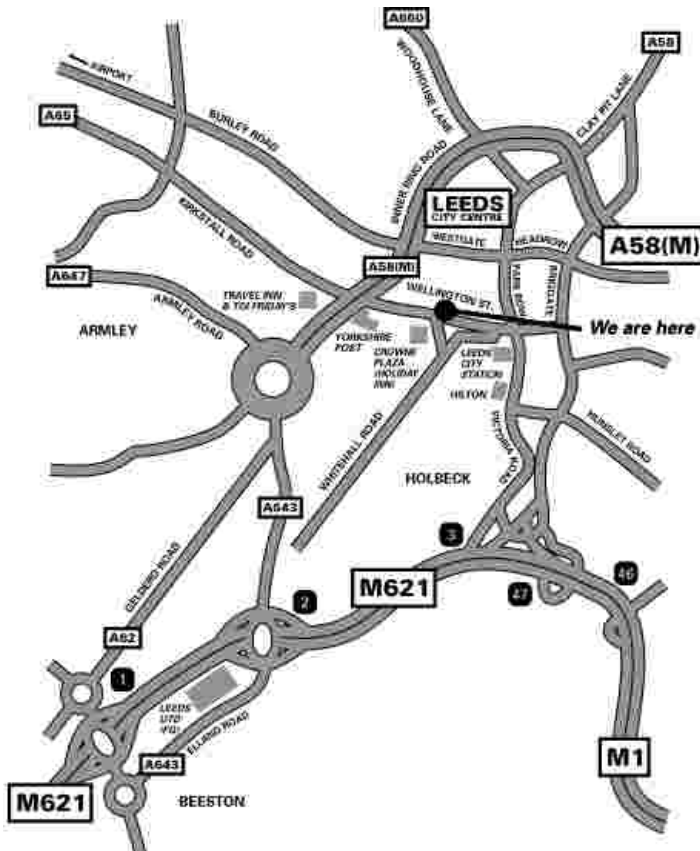 A660
A58
AIRPORT
WOODHOUSE LANE
CLAY PIT LANE
A65
BURLEY ROAD
INNER RING ROAD
KIRKSTALL ROAD
LEEDS
CITY CENTRE
WESTGATE
HEADROW
A58(M)
A58(M)
A647
ARMLEY ROAD
TRAVEL INN
& TGI FRIDAY'S
WELLINGTON ST.
PARK ROW
BRIGGATE
ARMLEY
YORKSHIRE
POST
CROWNE
PLAZA
(HOLIDAY
INN)
LEEDS
CITY
STATION
We are here
HILTON
WHITEHALL ROAD
VICTORIA ROAD
HUNSLET ROAD
HOLBECK
A643
GELDERD ROAD
3
M621
47
46
2
A62
1
LEEDS
UTD
(FC)
ELLAND ROAD
A643
M1
M621
BEESTON